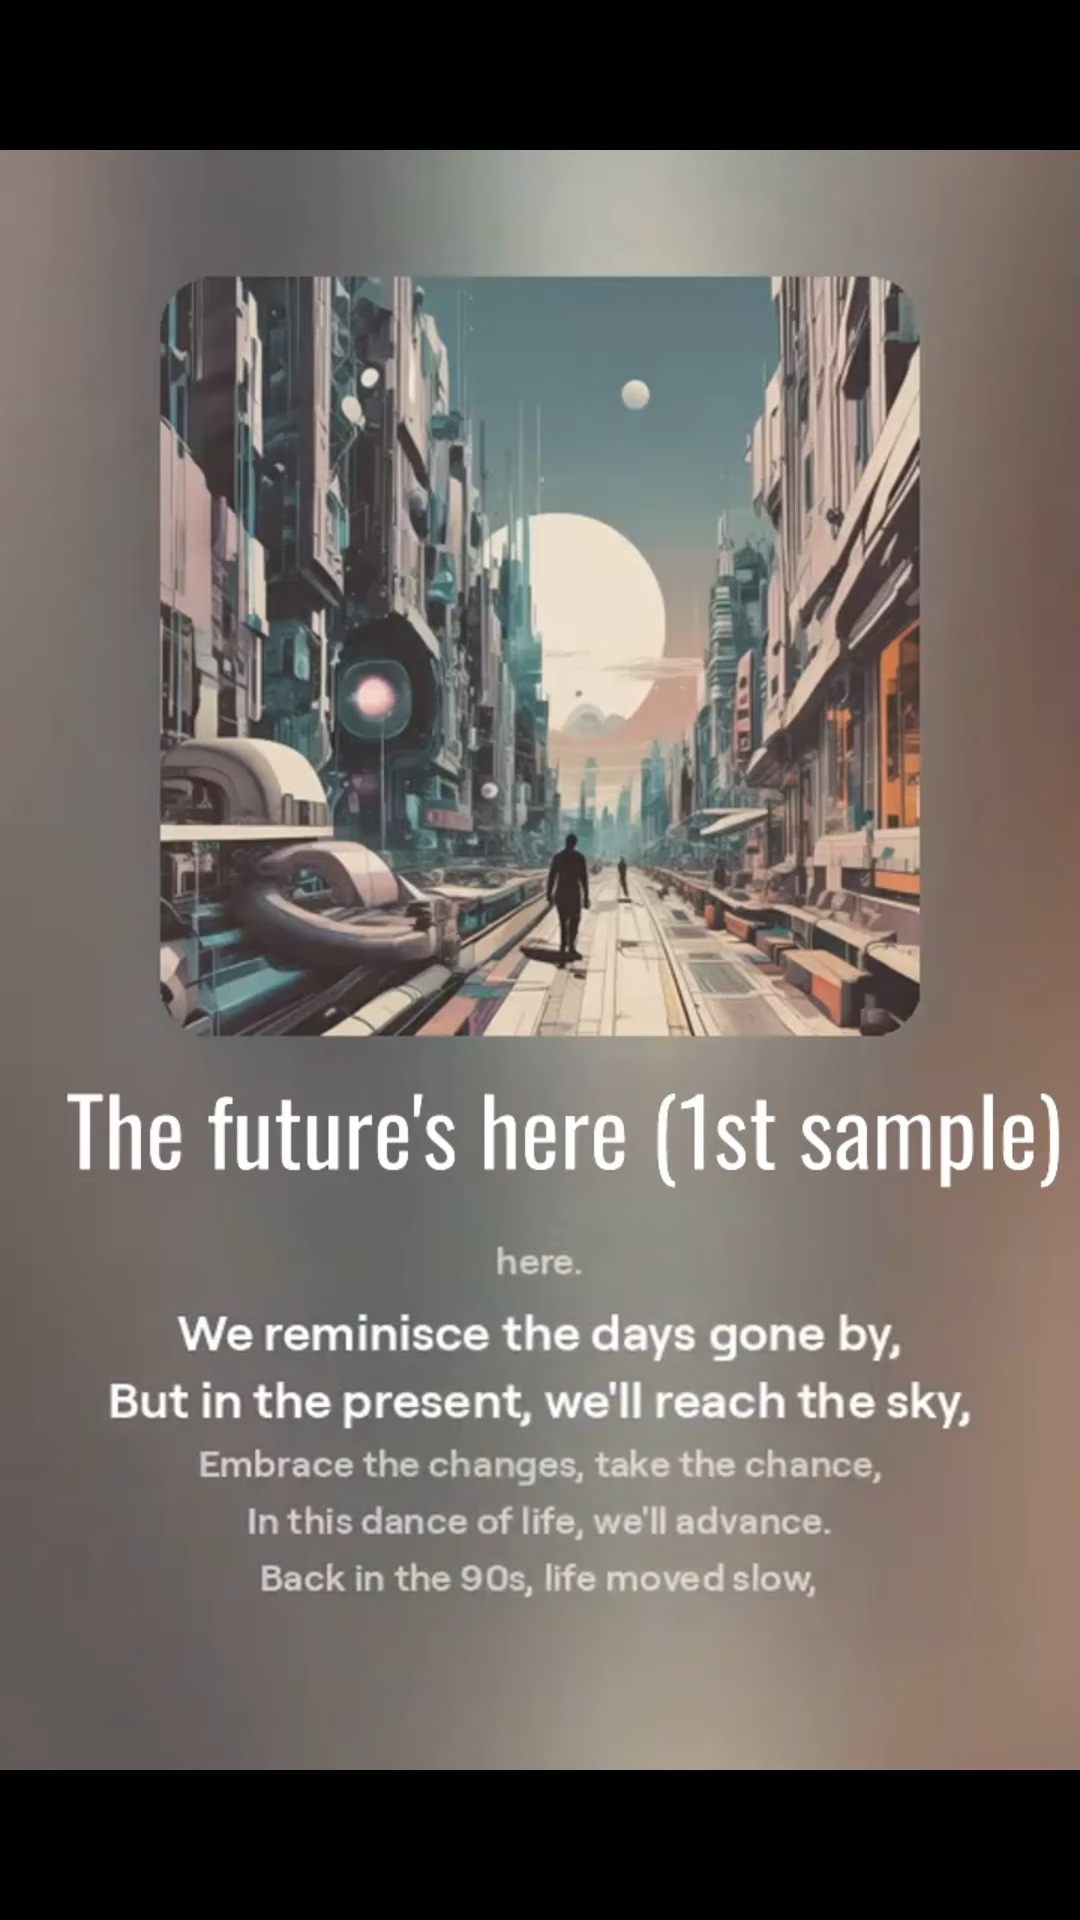 The future's here (1st sample)
here.
We reminisce the days gone by,
But in the present, we'll reach the sky,
Embrace the changes, take the chance,
In this dance of life, we'll advance.
Back in the 90s, life moved slow,